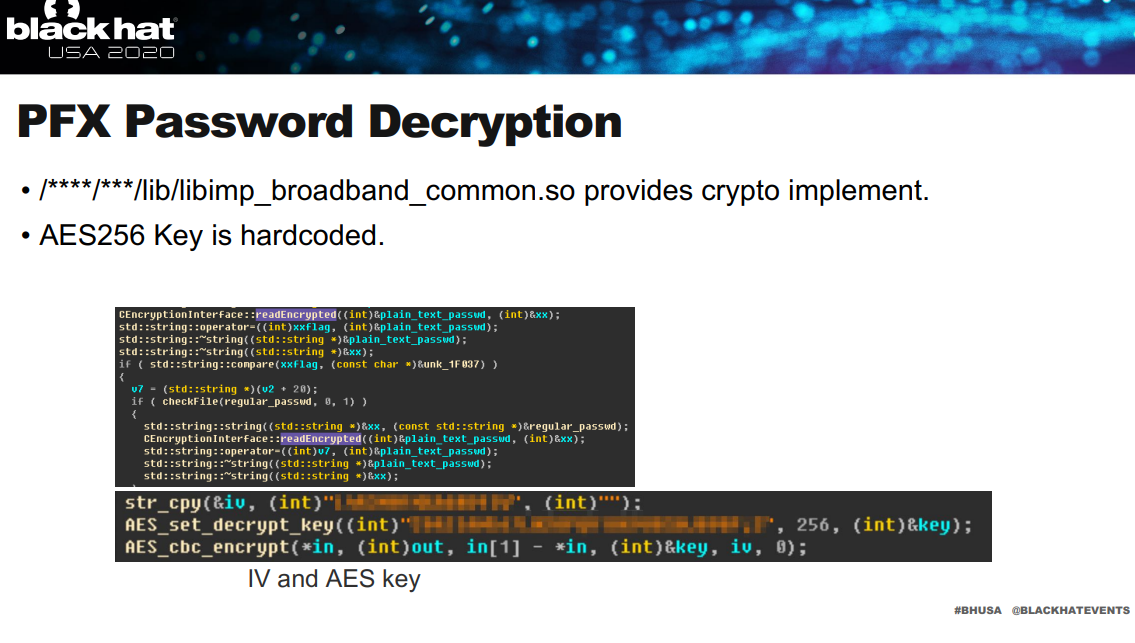 black hat
USA 2020
PFX Password Decryption
• /****/***/lib/libimp_broadband_common.so provides crypto implement.
• AES256 Key is hardcoded.
CEncryptionInterface::readEncrypted((int)&plain_text_passwd, (int)&xx);
std::string::operator=((int)xxflag, (int)&plain_text_passwd);
std::string::~string((std::string *)&plain_text_passwd);
std::string::~string((std::string *)&xx);
if ( std::string::compare(xxflag, (const char *)&unk_1F037) )
{
v7 = (std::string *)(v2 + 20);
if ( checkFile(regular_passwd, 0, 1) )
{
std::string::string((std::string *)&xx, (const std::string *)&regular_passwd);
CEncryptionInterface::readEncrypted((int)&plain_text_passwd, (int)&xx);
std::string::operator=((int)v7, (int)&plain_text_passwd);
std::string::~string((std::string *)&plain_text_passwd);
std::string::~string((std::string *)&xx);
str_cpy(&iv, (int)"", (int)"");
AES_set_decrypt_key((int)", 256, (int)&key);
AES_cbc_encrypt(*in, (int)out, in[1] - *in, (int)&key, iv, 0);
IV and AES key
#BHUSA @BLACKHATEVENTS